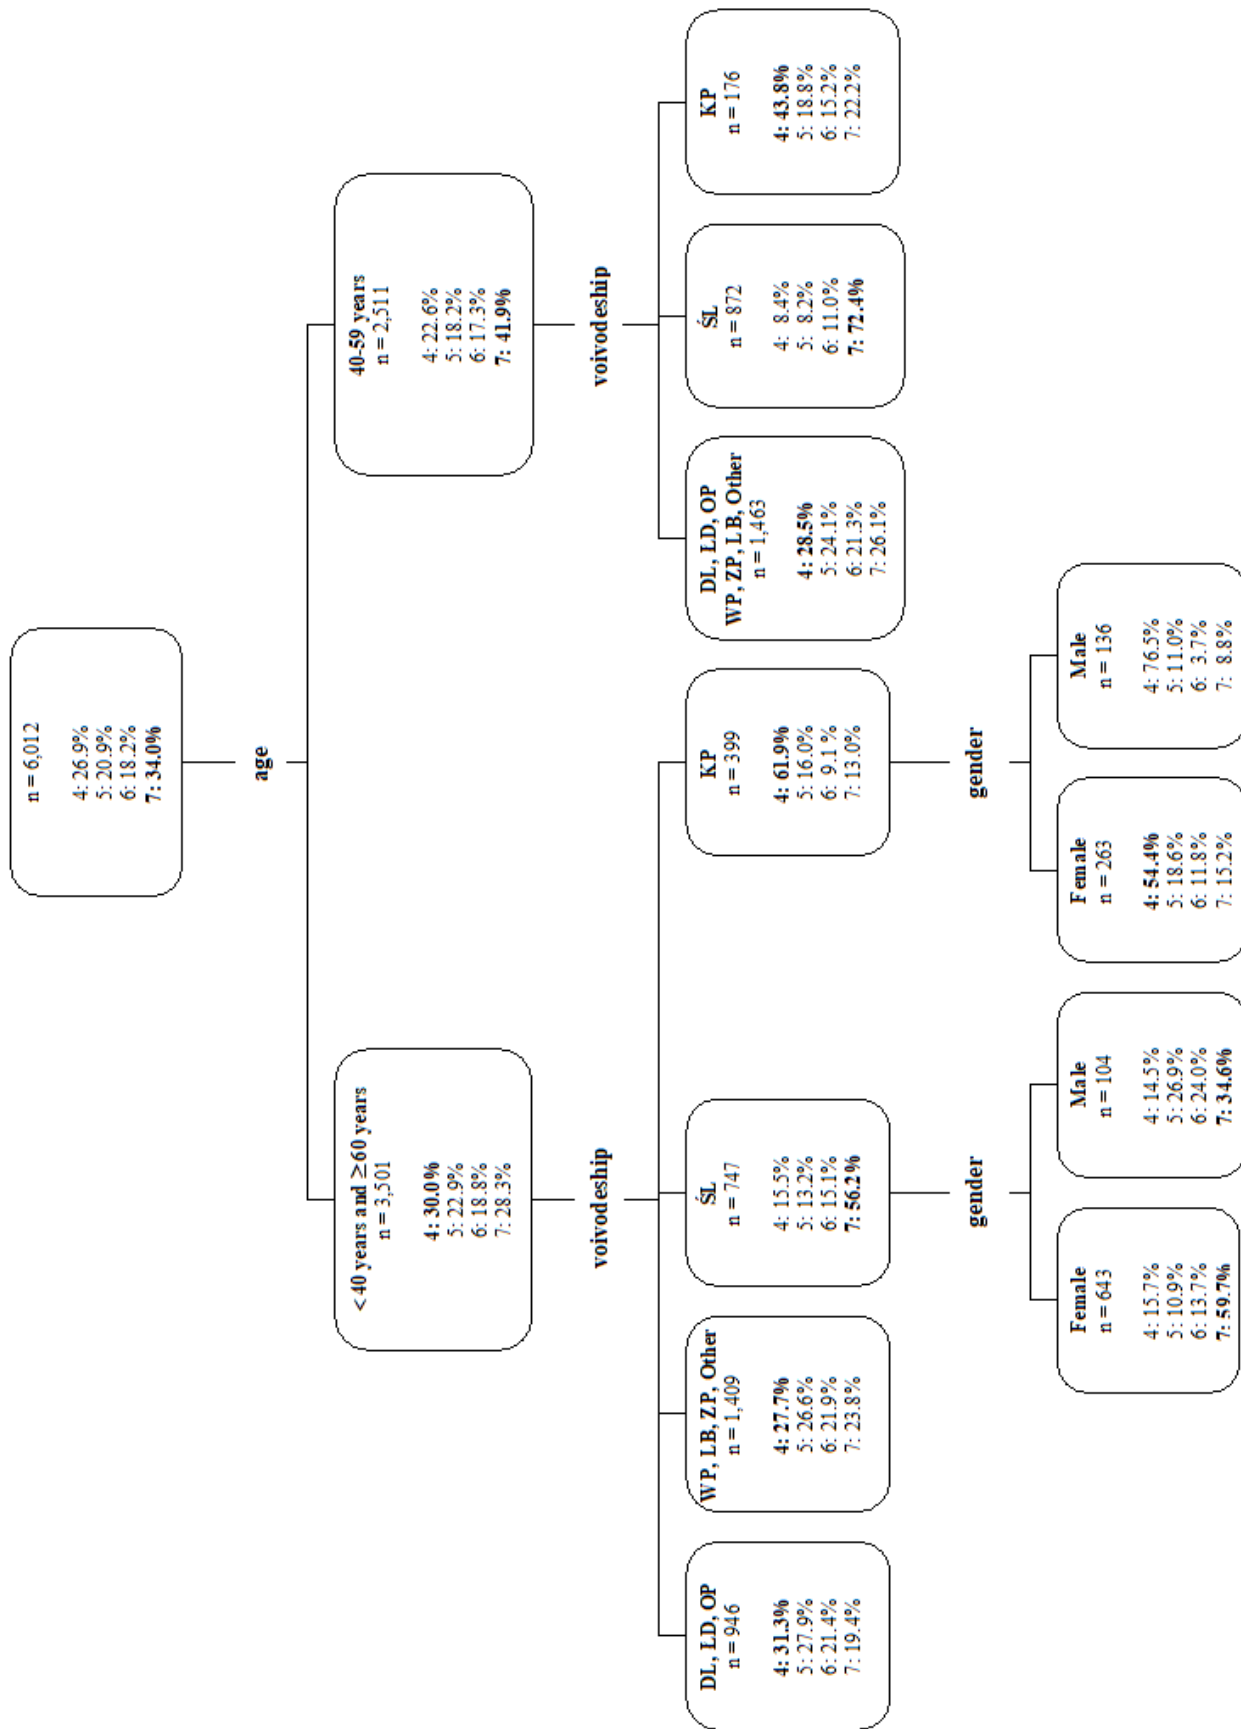 n = 6,012
4: 26.9%
5: 20.9%
6: 18.2%
7: 34.0%
age
<40 years and ≥60 years
n = 3,501
4: 30.0%
5: 22.9%
6: 18.8%
7: 28.3%
40-59 years
n = 2,511
4: 22.6%
5: 18.2%
6: 17.3%
7: 41.9%
voivodeship
voivodeship
DL, LD, OP
n = 946
4: 31.3%
5: 27.9%
6: 21.4%
7: 19.4%
WP, LB, ZP, Other
n = 1,409
4: 27.7%
5: 26.6%
6: 21.9%
7: 23.8%
ŚL
n = 747
4: 15.5%
5: 13.2%
6: 15.1%
7: 56.2%
KP
n = 399
4: 61.9%
5: 16.0%
6: 9.1 %
7: 13.0%
DL, LD, OP
WP, ZP, LB, Other
n = 1,463
4: 28.5%
5: 24.1%
6: 21.3%
7: 26.1%
ŚL
n = 872
4: 8.4%
5: 8.2%
6: 11.0%
7: 72.4%
KP
n = 176
4: 43.8%
5: 18.8%
6: 15.2%
7: 22.2%
gender
gender
Female
n = 643
4: 15.7%
5: 10.9%
6: 13.7%
7: 59.7%
Male
n = 104
4: 14.5%
5: 26.9%
6: 24.0%
7: 34.6%
Female
n = 263
4: 54.4%
5: 18.6%
6: 11.8%
7: 15.2%
Male
n = 136
4: 76.5%
5: 11.0%
6: 3.7%
7: 8.8%